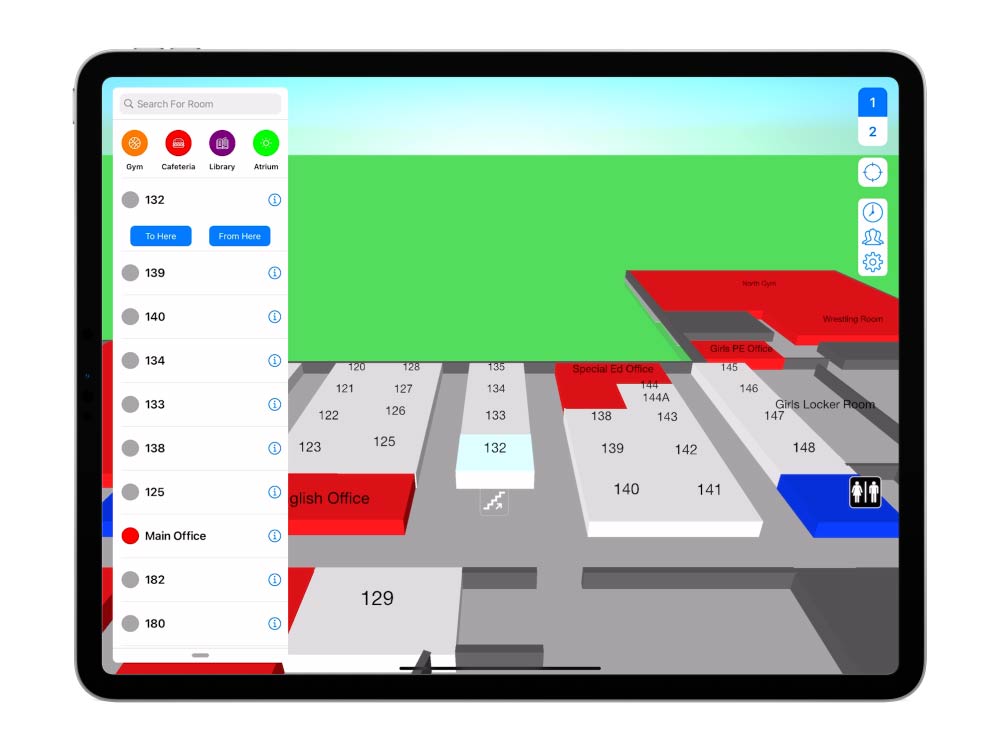 Search For Room
Gym Cafeteria Library Atrium
132
To Here From Here
139
140
134
133
138
125
Main Office
182
180
1
2
North Gym
Wrestling Room
Girls PE Office
120 128 135 Special Ed Office 145
121 127 134 144 146
144A
Girls Locker Room
122 126 133 138 143 147
123 125 132 139 142 148
140 141
glish Office
129